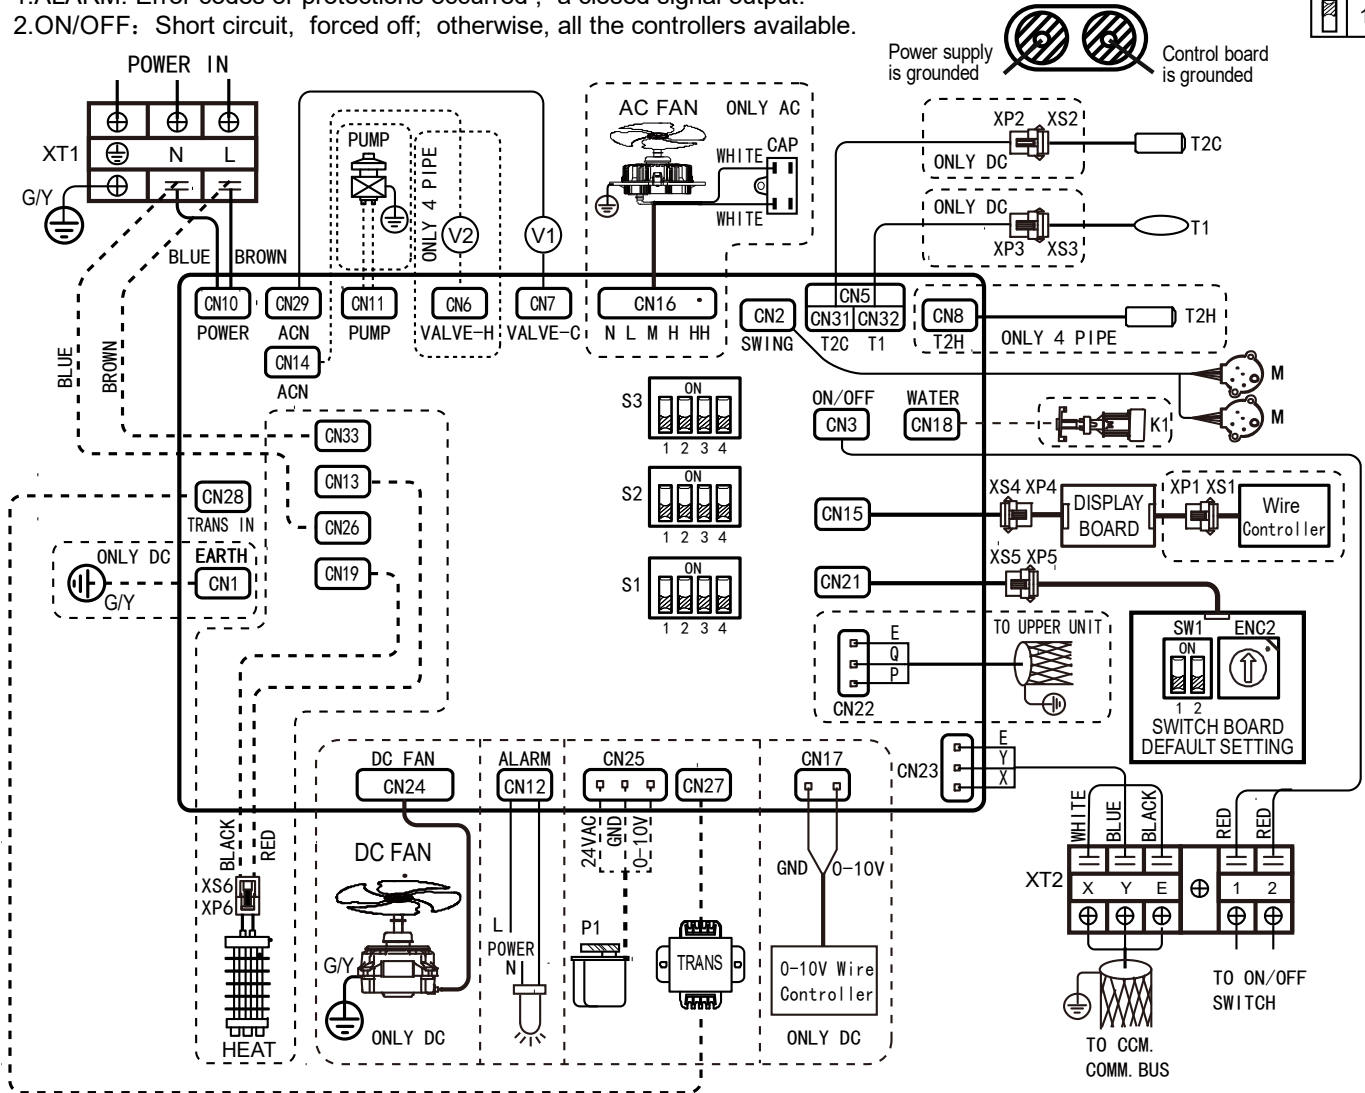 1.ALARM: Error codes or protections occurred , a closed signal output.
2.ON/OFF: Short circuit, forced off; otherwise, all the controllers available.
Power supply
is grounded
Control board
is grounded
1
POWER IN
XT1
N L
G/Y
BLUE BROWN
PUMP
ONLY 4 PIPE
V2
V1
AC FAN ONLY AC
WHITE CAP
WHITE
XP2 XS2
ONLY DC
T2C
ONLY DC
XP3 XS3
T1
CN10
POWER
CN29
ACN
CN14
ACN
CN11
PUMP
CN6
VALVE-H
CN7
VALVE-C
CN16
N L M H HH
CN2
SWING
CN5
CN31 CN32
T2C T1
CN8
T2H
ONLY 4 PIPE
T2H
M
M
BLUE
BROWN
CN33
CN13
CN26
CN19
CN28
TRANS IN
ONLY DC EARTH
CN1
G/Y
S3
ON
1 2 3 4
S2
ON
1 2 3 4
S1
ON
1 2 3 4
ON/OFF
CN3
WATER
CN18
K1
CN15
XS4 XP4
DISPLAY
BOARD
XP1 XS1
Wire
Controller
CN21
XS5 XP5
SW1 ENC2
ON
1 2
SWITCH BOARD
DEFAULT SETTING
TO UPPER UNIT
E
Q
P
CN22
CN23
E
Y
X
DC FAN
CN24
ALARM
CN12
CN25
CN27
CN17
24VAC
GND
0-10V
GND 0-10V
BLACK
RED
XS6
XP6
HEAT
DC FAN
G/Y
ONLY DC
L
POWER
N
P1
TRANS
0-10V Wire
Controller
ONLY DC
WHITE
BLUE
BLACK
RED
RED
XT2
X Y E 1 2
TO ON/OFF
SWITCH
TO CCM.
COMM. BUS